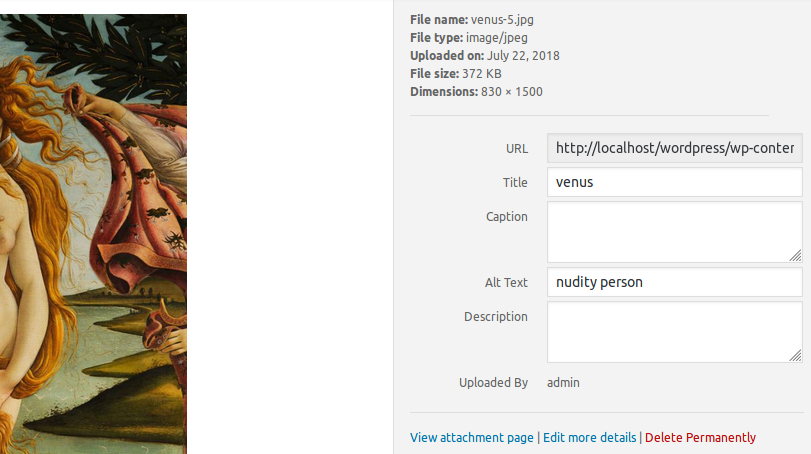 File name: venus-5.jpg
File type: image/jpeg
Uploaded on: July 22, 2018
File size: 372 KB
Dimensions: 830 × 1500
URL http://localhost/wordpress/wp-conter
Title venus
Caption
Alt Text nudity person
Description
Uploaded By admin
View attachment page | Edit more details | Delete Permanently